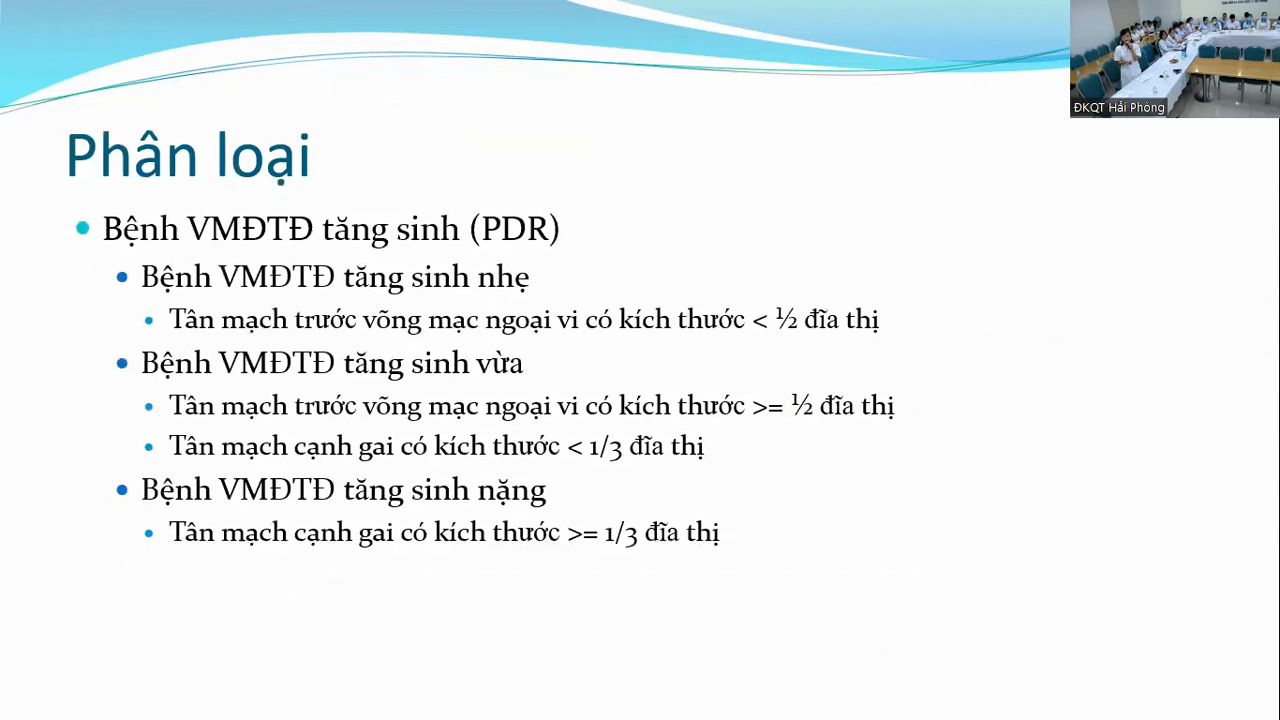 ĐKQT Hải Phòng
Phân loại
Bệnh VMĐTĐ tăng sinh (PDR)
Bệnh VMĐTĐ tăng sinh nhẹ
Tân mạch trước võng mạc ngoại vi có kích thước < ½ đĩa thị
Bệnh VMĐTĐ tăng sinh vừa
Tân mạch trước võng mạc ngoại vi có kích thước >= ½ đĩa thị
Tân mạch cạnh gai có kích thước < 1/3 đĩa thị
Bệnh VMĐTĐ tăng sinh nặng
Tân mạch cạnh gai có kích thước >= 1/3 đĩa thị